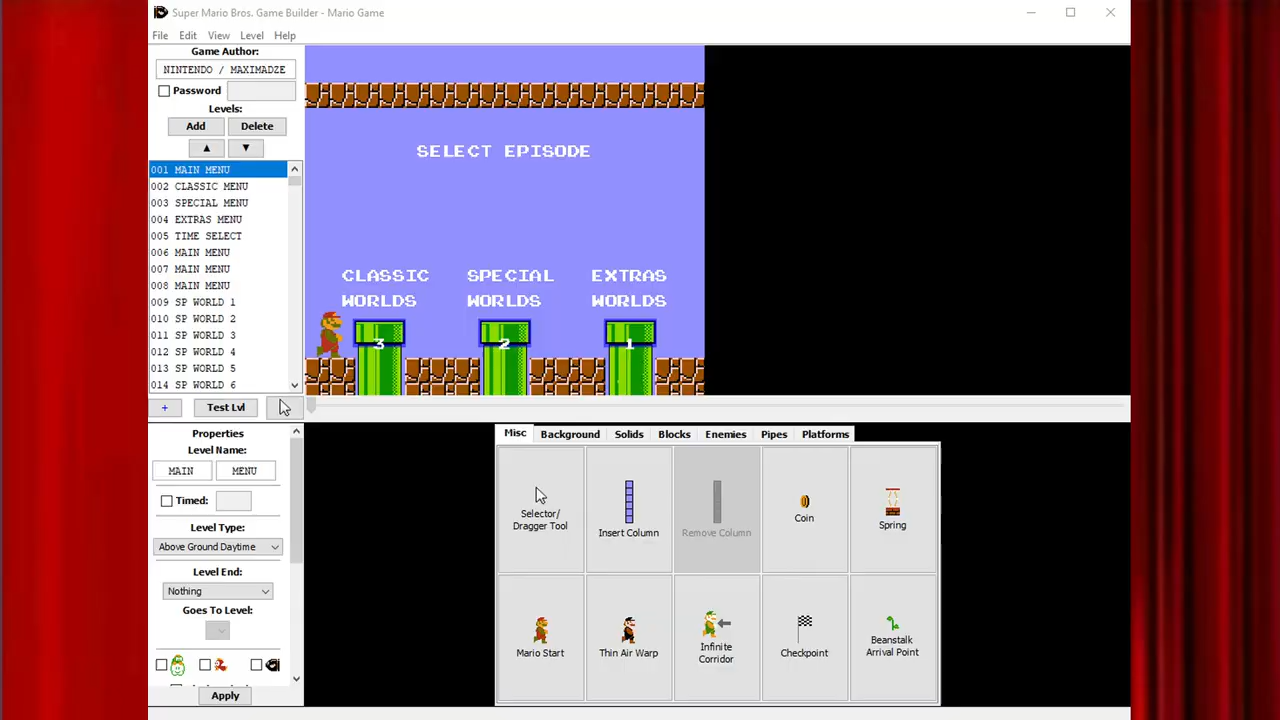 Super Mario Bros. Game Builder - Mario Game
File Edit View Level Help
Game Author:
NINTENDO / MAXIMADZE
Password
Levels:
Add Delete
▲ ▼
001 MAIN MENU
002 CLASSIC MENU
003 SPECIAL MENU
004 EXTRAS MENU
005 TIME SELECT
006 MAIN MENU
007 MAIN MENU
008 MAIN MENU
009 SP WORLD 1
010 SP WORLD 2
011 SP WORLD 3
012 SP WORLD 4
013 SP WORLD 5
014 SP WORLD 6
+ Test Lvl
SELECT EPISODE
CLASSIC SPECIAL EXTRAS
WORLDS WORLDS WORLDS
3 2 1
Properties
Level Name:
MAIN MENU
Timed:
Level Type:
Above Ground Daytime
Level End:
Nothing
Goes To Level:
Apply
Misc Background Solids Blocks Enemies Pipes Platforms
Selector/
Dragger Tool
Insert Column
Remove Column
Coin
Spring
Mario Start
Thin Air Warp
Infinite
Corridor
Checkpoint
Beanstalk
Arrival Point